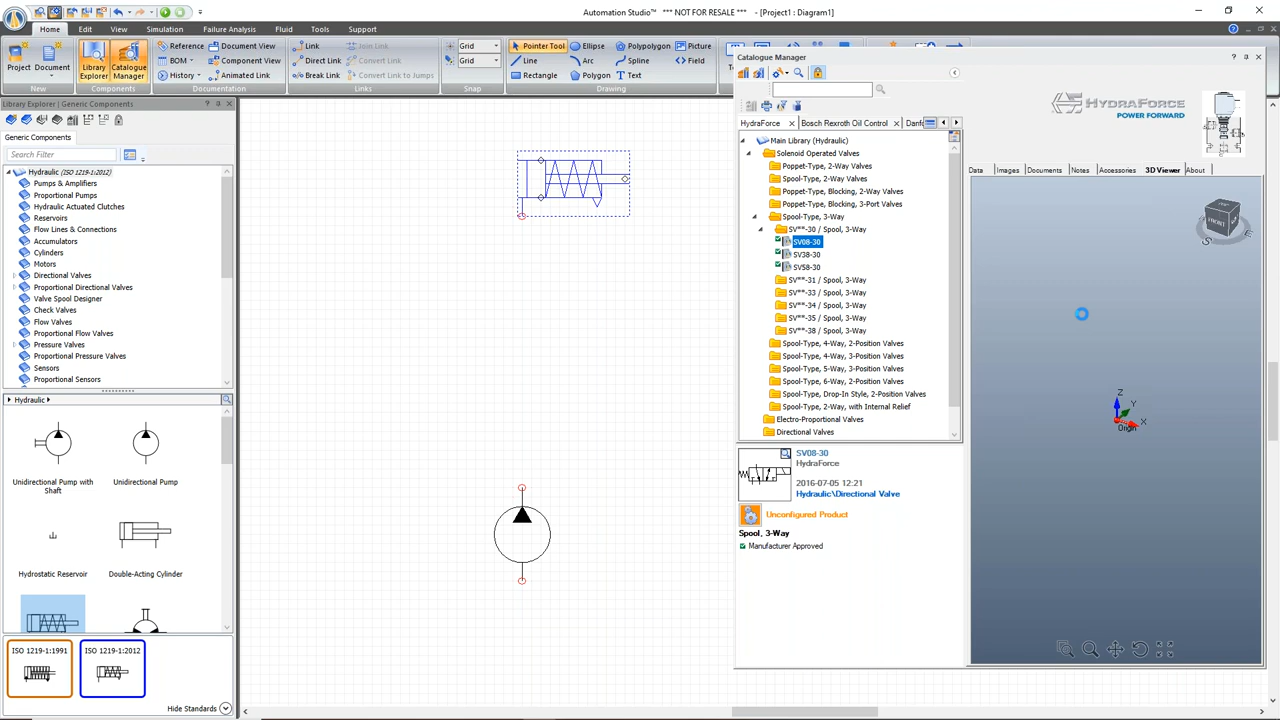 Automation Studio™ *** NOT FOR RESALE *** - [Project1 : Diagram1]
Home Edit View Simulation Failure Analysis Fluid Tools Support
Project Document
New
Library Explorer Catalogue Manager
Components
Reference Document View
BOM Component View
History Animated Link
Documentation
Link Join Link
Direct Link Convert Link
Break Link Convert Link to Jumps
Links
Grid
Grid
Snap
Pointer Tool Ellipse Polypolygon Picture
Line Arc Spline Field
Rectangle Polygon Text
Drawing
Library Explorer | Generic Components
Generic Components
Search Filter
Hydraulic (ISO 1219-1:2012)
Pumps & Amplifiers
Proportional Pumps
Hydraulic Actuated Clutches
Reservoirs
Flow Lines & Connections
Accumulators
Cylinders
Motors
Directional Valves
Proportional Directional Valves
Valve Spool Designer
Check Valves
Flow Valves
Proportional Flow Valves
Pressure Valves
Proportional Pressure Valves
Sensors
Proportional Sensors
Hydraulic
Unidirectional Pump with Shaft
Unidirectional Pump
Hydrostatic Reservoir
Double-Acting Cylinder
ISO 1219-1:1991
ISO 1219-1:2012
Hide Standards
Catalogue Manager
HydraForce Bosch Rexroth Oil Control Danf
Main Library (Hydraulic)
Solenoid Operated Valves
Poppet-Type, 2-Way Valves
Spool-Type, 2-Way Valves
Poppet-Type, Blocking, 2-Way Valves
Poppet-Type, Blocking, 3-Port Valves
Spool-Type, 3-Way
SV**-30 / Spool, 3-Way
SV08-30
SV38-30
SV58-30
SV**-31 / Spool, 3-Way
SV**-33 / Spool, 3-Way
SV**-34 / Spool, 3-Way
SV**-35 / Spool, 3-Way
SV**-38 / Spool, 3-Way
Spool-Type, 4-Way, 2-Position Valves
Spool-Type, 4-Way, 3-Position Valves
Spool-Type, 5-Way, 3-Position Valves
Spool-Type, 6-Way, 2-Position Valves
Spool-Type, Drop-In Style, 2-Position Valves
Spool-Type, 2-Way, with Internal Relief
Electro-Proportional Valves
Directional Valves
SV08-30
HydraForce
2016-07-05 12:21
Hydraulic\Directional Valve
Unconfigured Product
Spool, 3-Way
Manufacturer Approved
HYDRAFORCE
POWER FORWARD
Data Images Documents Notes Accessories 3D Viewer About
FRONT
S
E
Z
Y
X
Origin